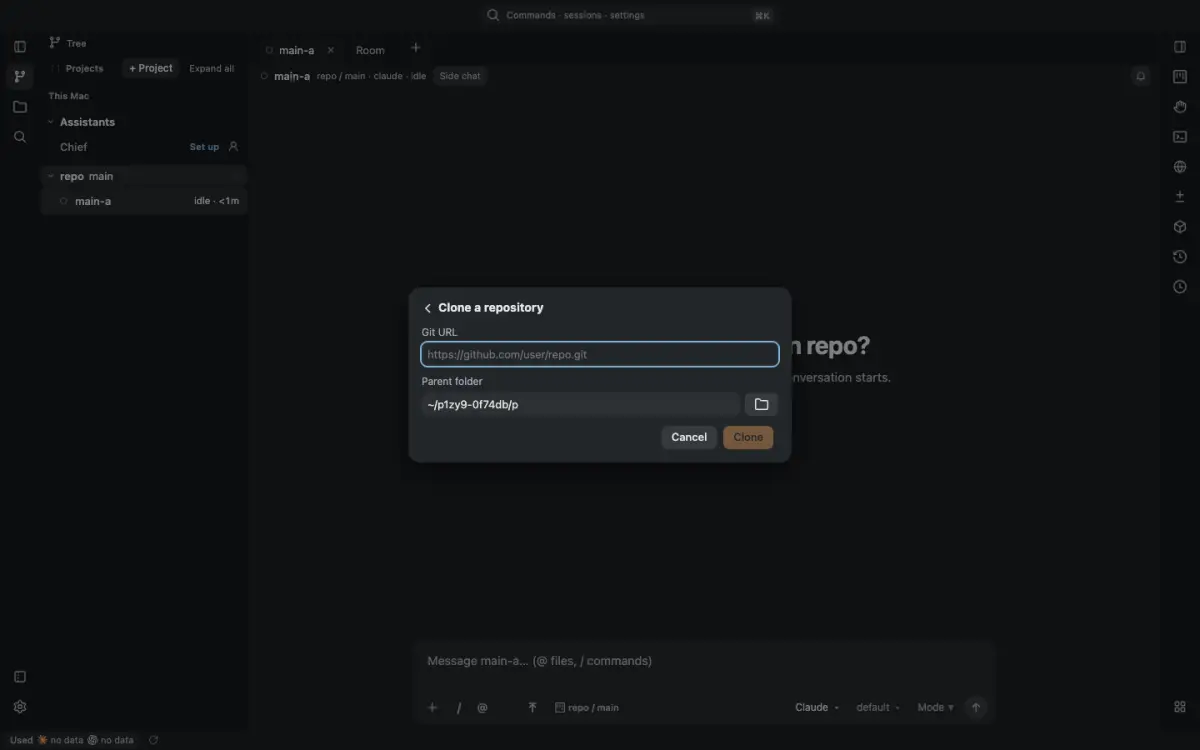 Commands · sessions · settings ⌘K
Tree
Projects + Project Expand all
This Mac
Assistants
Chief Set up
repo main
main-a idle · <1m
main-a × Room +
main-a repo / main · claude · idle Side chat
n repo?
nversation starts.
Clone a repository
Git URL
https://github.com/user/repo.git
Parent folder
~/p1zy9-0f74db/p
Cancel Clone
Message main-a... (@ files, / commands)
+ / @ repo / main Claude default Mode
Used no data no data